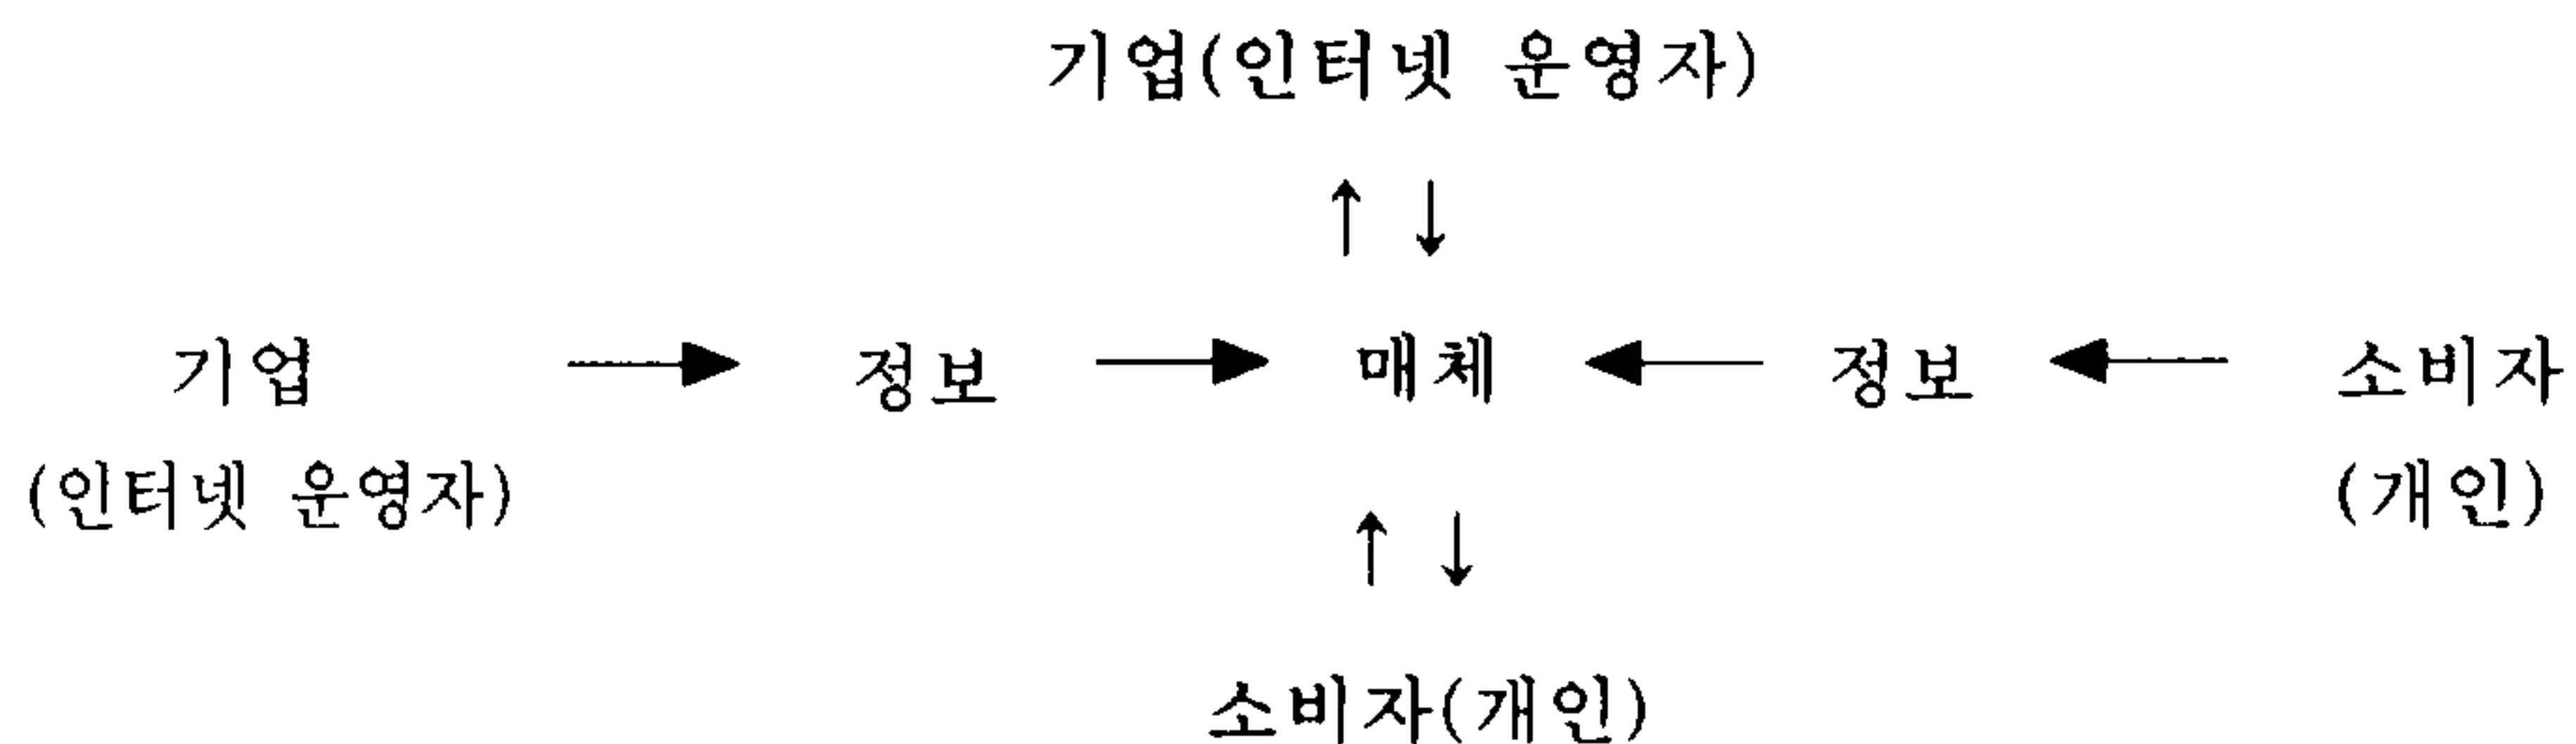 기업(인터넷 운영자)
↑ ↓
기업 → 정보 → 매체 ← 정보 ← 소비자
(인터넷 운영자) (개인)
↑ ↓
소비자(개인)